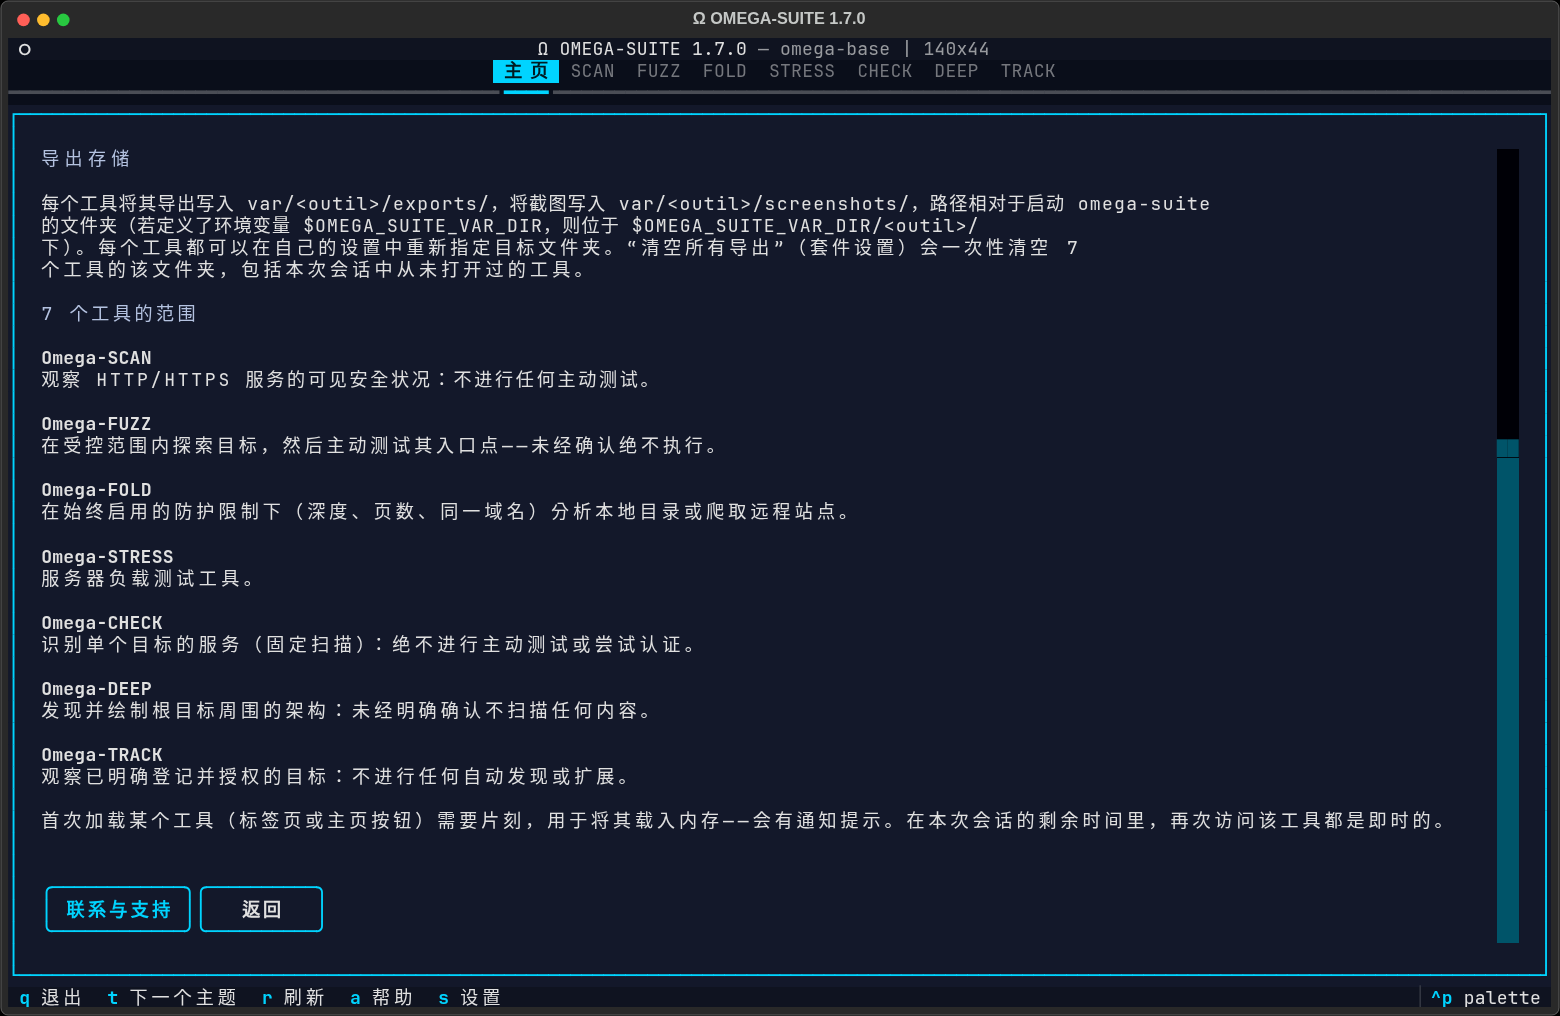 Ω OMEGA-SUITE 1.7.0
Ω OMEGA-SUITE 1.7.0 — omega-base | 140x44
主页 SCAN FUZZ FOLD STRESS CHECK DEEP TRACK
导出存储
每个工具将其导出写入 var/<outil>/exports/，将截图写入 var/<outil>/screenshots/，路径相对于启动 omega-suite
的文件夹（若定义了环境变量 $OMEGA_SUITE_VAR_DIR，则位于 $OMEGA_SUITE_VAR_DIR/<outil>/
下）。每个工具都可以在自己的设置中重新指定目标文件夹。“清空所有导出”（套件设置）会一次性清空 7
个工具的该文件夹，包括本次会话中从未打开过的工具。
7 个工具的范围
Omega-SCAN
观察 HTTP/HTTPS 服务的可见安全状况：不进行任何主动测试。
Omega-FUZZ
在受控范围内探索目标，然后主动测试其入口点——未经确认绝不执行。
Omega-FOLD
在始终启用的防护限制下（深度、页数、同一域名）分析本地目录或爬取远程站点。
Omega-STRESS
服务器负载测试工具。
Omega-CHECK
识别单个目标的服务（固定扫描）：绝不进行主动测试或尝试认证。
Omega-DEEP
发现并绘制根目标周围的架构：未经明确确认不扫描任何内容。
Omega-TRACK
观察已明确登记并授权的目标：不进行任何自动发现或扩展。
首次加载某个工具（标签页或主页按钮）需要片刻，用于将其载入内存——会有通知提示。在本次会话的剩余时间里，再次访问该工具都是即时的。
联系与支持 返回
q 退出 t 下一个主题 r 刷新 a 帮助 s 设置 ^p palette